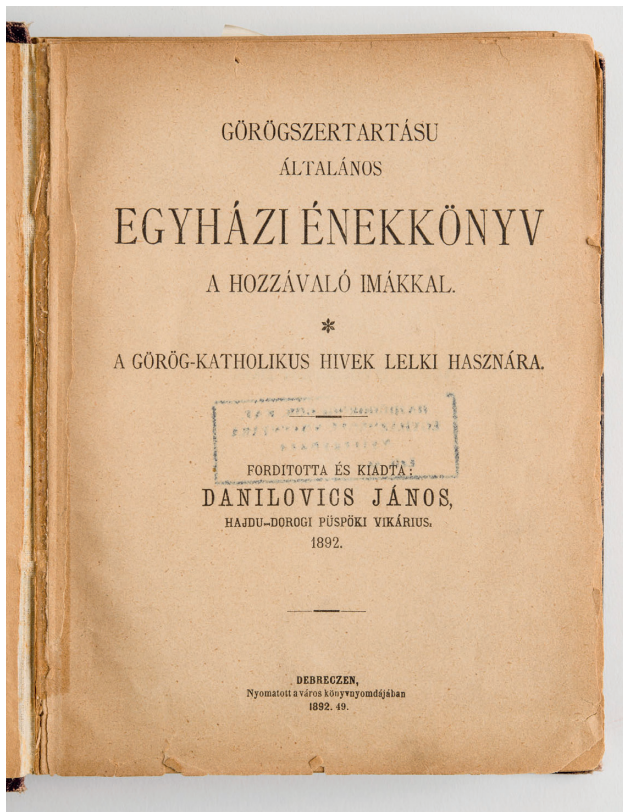 GÖRÖGSZERTARTÁSU
ÁLTALÁNOS
EGYHÁZI ÉNEKKÖNYV
A HOZZÁVALÓ IMÁKKAL.
*
A GÖRÖG-KATHOLIKUS HIVEK LELKI HASZNÁRA.
FORDITOTTA ÉS KIADTA:
DANILOVICS JÁNOS,
HAJDU-DOROGI PÜSPÖKI VIKÁRIUS.
1892.
DEBRECZEN,
Nyomatott a város könyvnyomdájában
1892. 49.